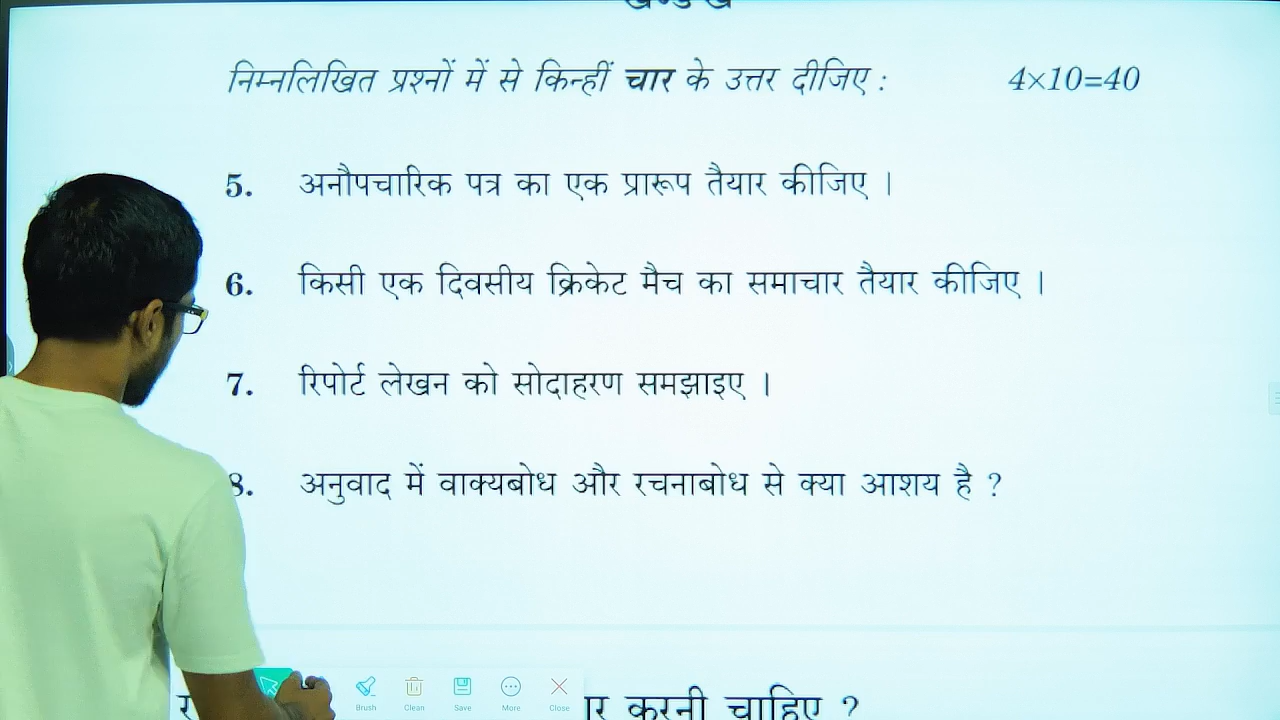 खण्ड ख
निम्नलिखित प्रश्नों में से किन्हीं चार के उत्तर दीजिए : 4×10=40
5. अनौपचारिक पत्र का एक प्रारूप तैयार कीजिए ।
6. किसी एक दिवसीय क्रिकेट मैच का समाचार तैयार कीजिए ।
7. रिपोर्ट लेखन को सोदाहरण समझाइए ।
8. अनुवाद में वाक्यबोध और रचनाबोध से क्या आशय है ?
Brush Clean Save More Close
करनी चाहिए ?